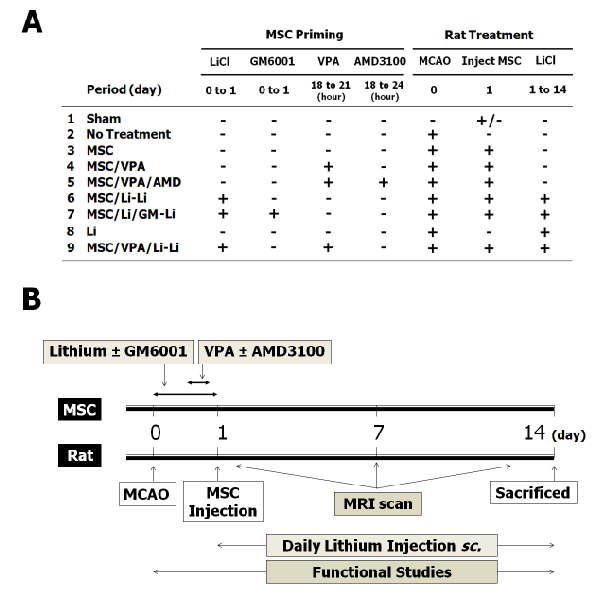 A
MSC Priming Rat Treatment
LiCl GM6001 VPA AMD3100 MCAO Inject MSC LiCl
Period (day) 0 to 1 0 to 1 18 to 21 (hour) 18 to 24 (hour) 0 1 1 to 14
1 Sham - - - - - +/- -
2 No Treatment - - - - + - -
3 MSC - - - - + + -
4 MSC/VPA - - + - + + -
5 MSC/VPA/AMD - - + + + + -
6 MSC/Li-Li + - - - + + +
7 MSC/Li/GM-Li + + - - + + +
8 Li - - - - + - +
9 MSC/VPA/Li-Li + - + - + + +
B
Lithium ± GM6001 VPA ± AMD3100
MSC
0 1 7 14 (day)
Rat
MCAO MSC Injection MRI scan Sacrificed
Daily Lithium Injection sc.
Functional Studies